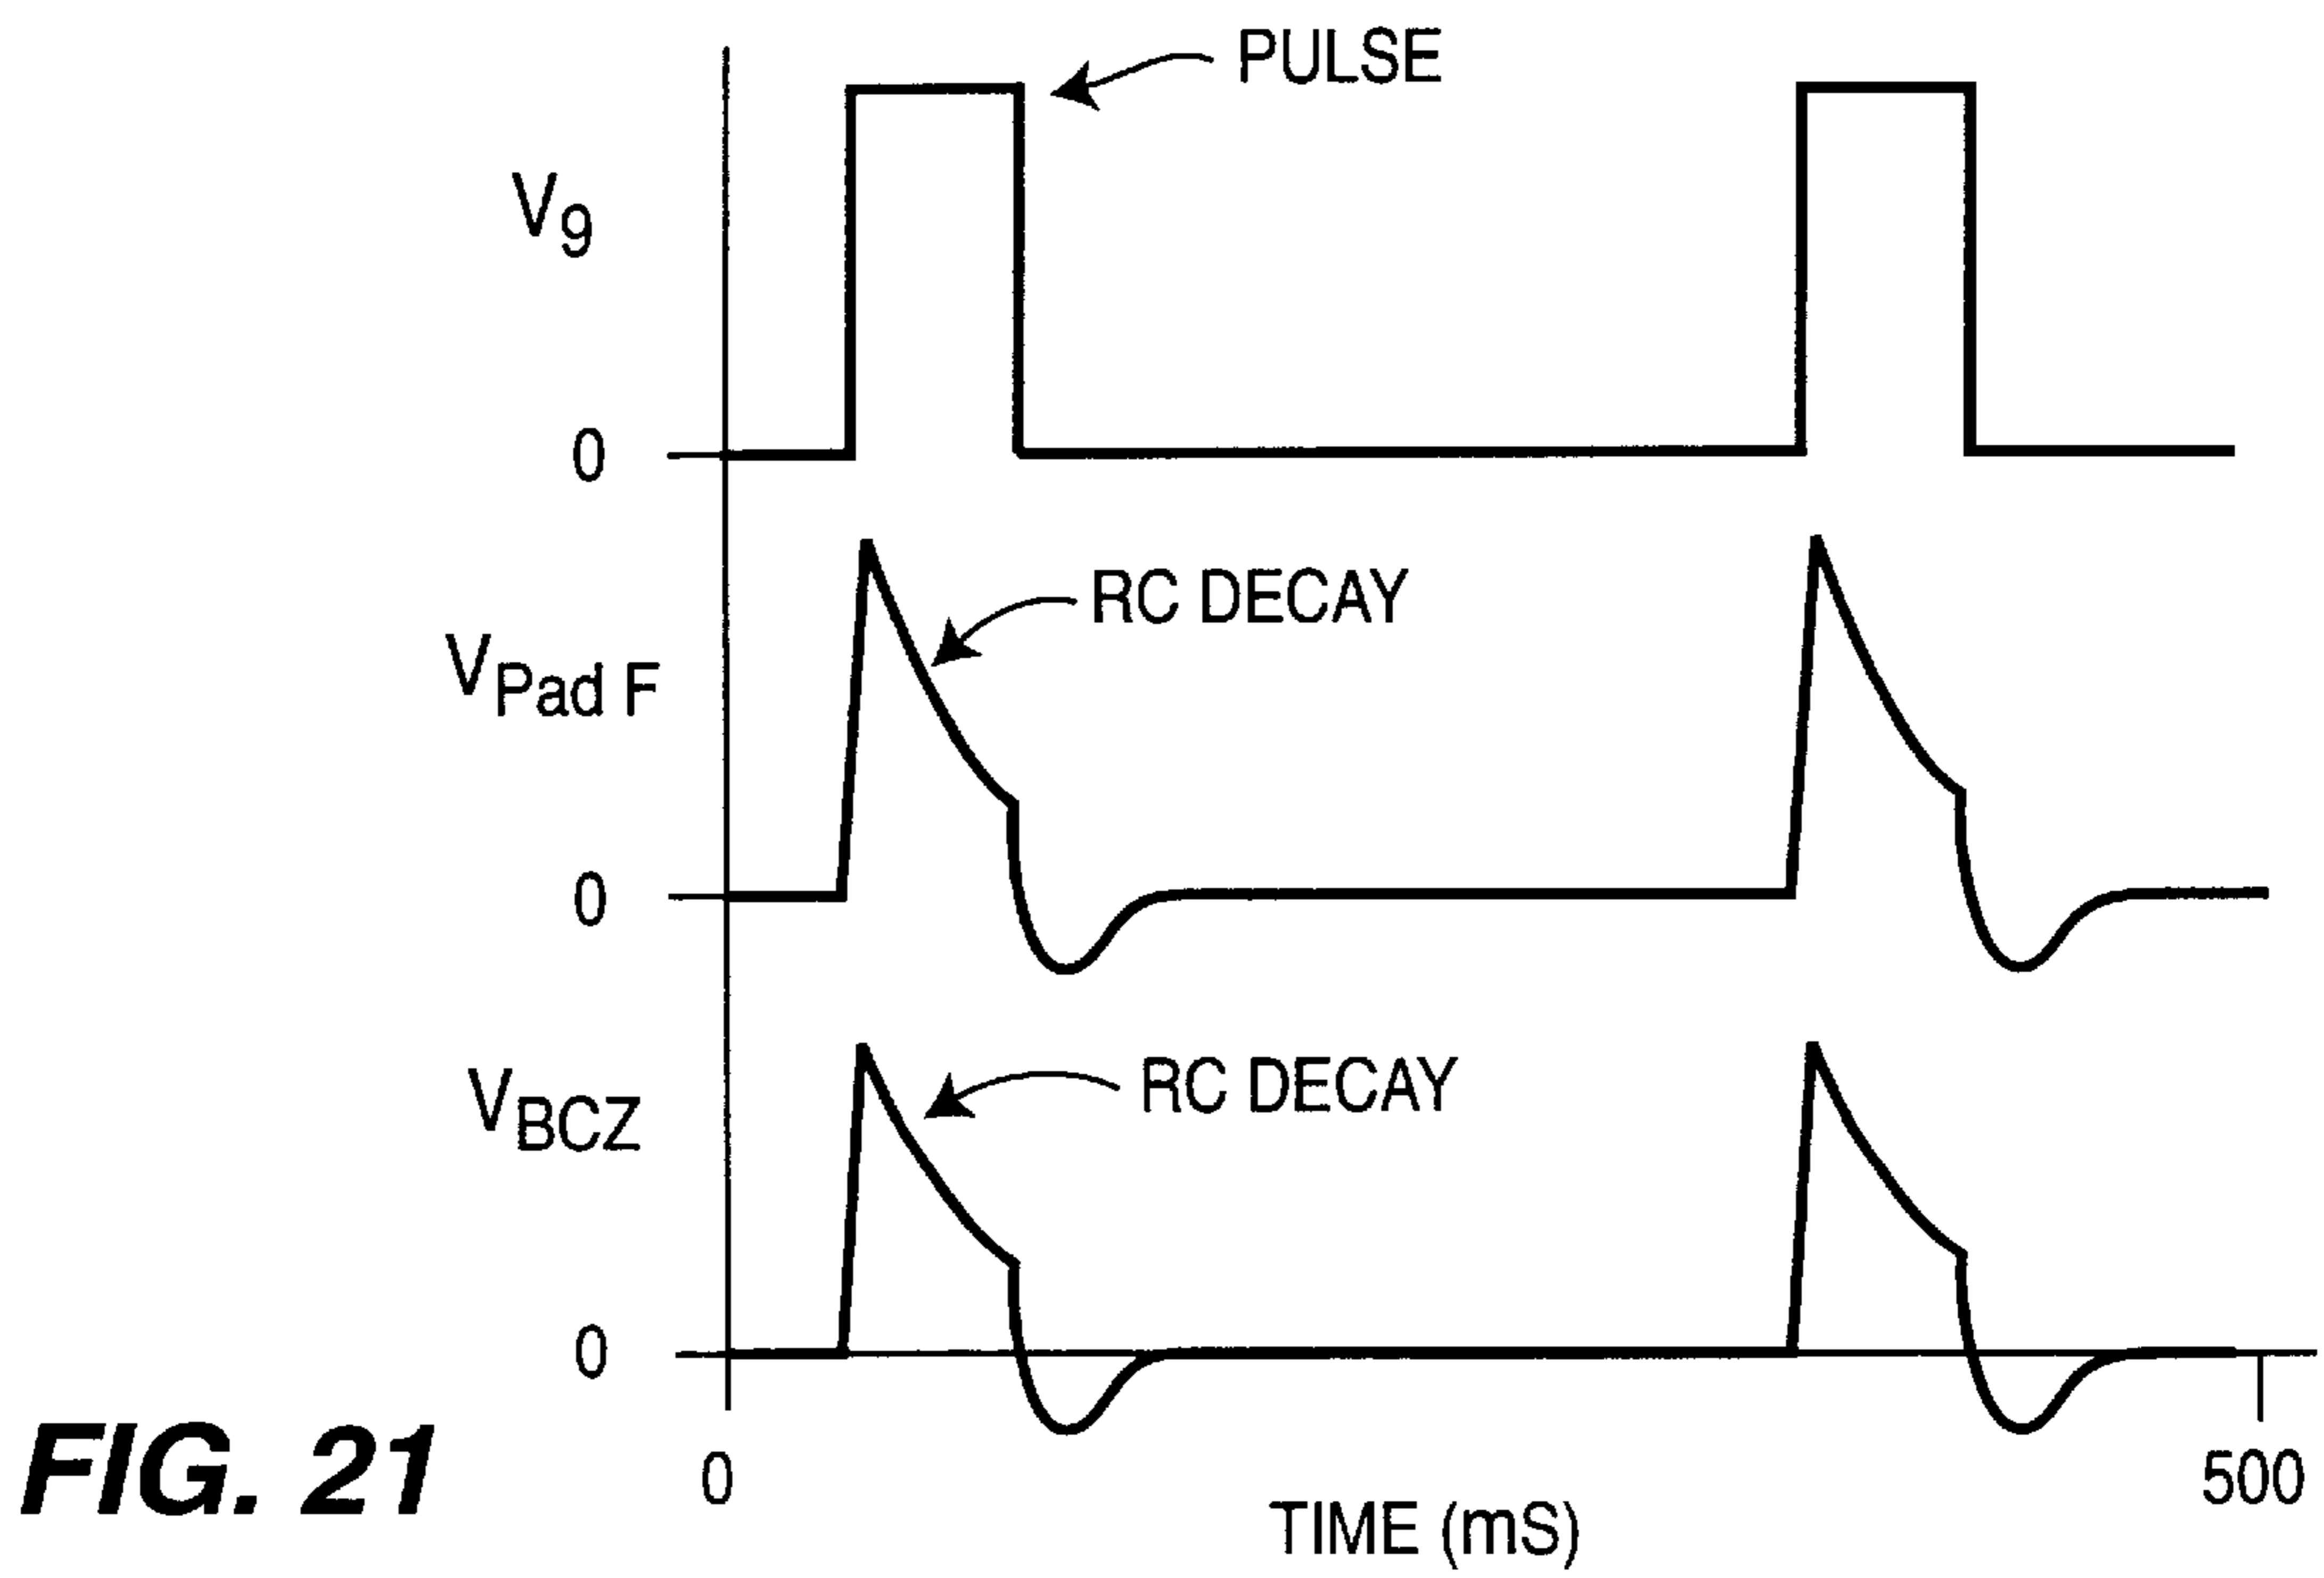 PULSE
V9
0
RC DECAY
VPad F
0
RC DECAY
VBCZ
0
FIG. 21
0
500
TIME (mS)